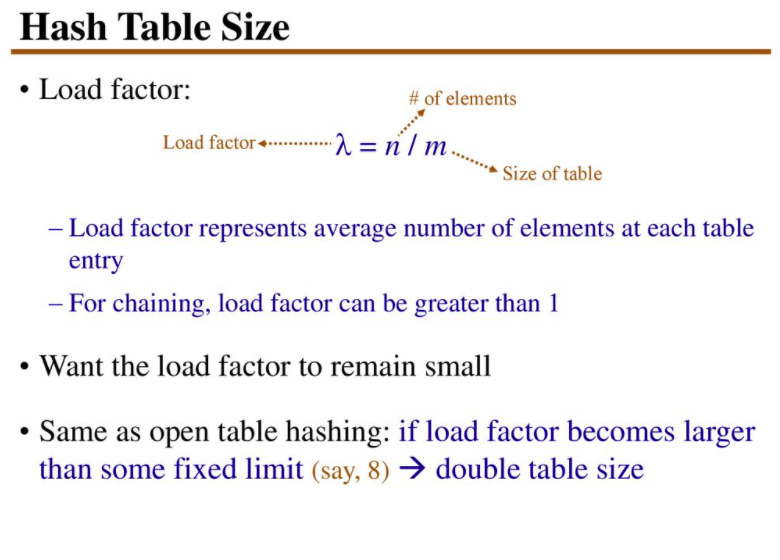 Hash Table Size
• Load factor:
# of elements
Load factor
λ = n / m
Size of table
– Load factor represents average number of elements at each table
entry
– For chaining, load factor can be greater than 1
• Want the load factor to remain small
• Same as open table hashing: if load factor becomes larger
than some fixed limit (say, 8) → double table size